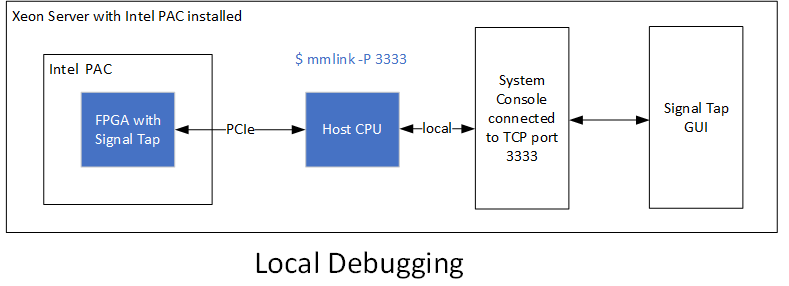 Xeon Server with Intel PAC installed
Intel PAC
FPGA with
Signal Tap
PCIe
$ mmlink -P 3333
Host CPU
local
System
Console
connected
to TCP port
3333
Signal Tap
GUI
Local Debugging